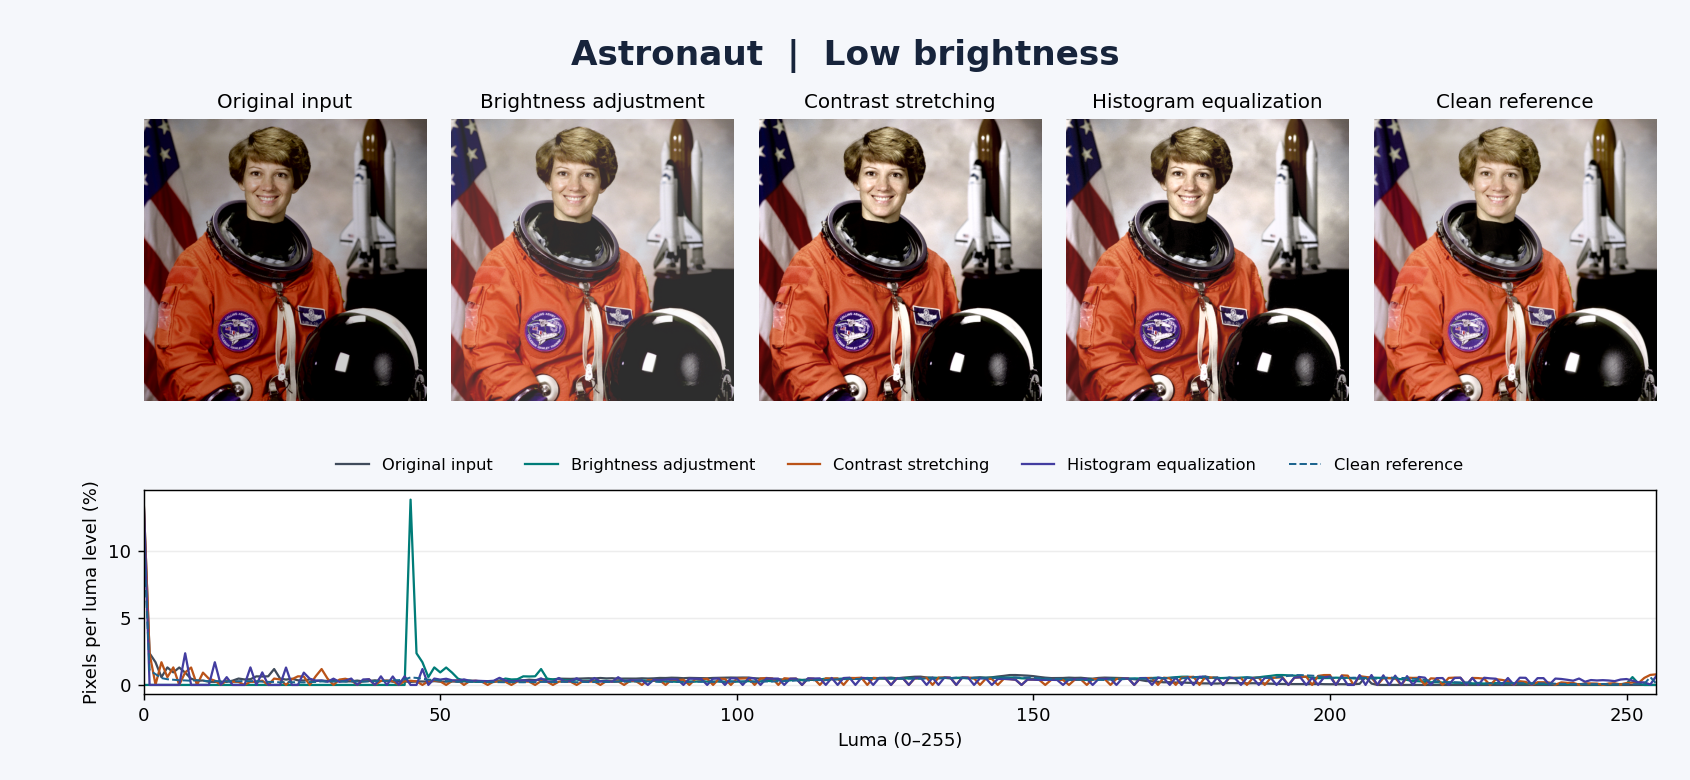 Astronaut | Low brightness
Original input Brightness adjustment Contrast stretching Histogram equalization Clean reference
Original input Brightness adjustment Contrast stretching Histogram equalization Clean reference
Pixels per luma level (%)
10
5
0
0 50 100 150 200 250
Luma (0–255)